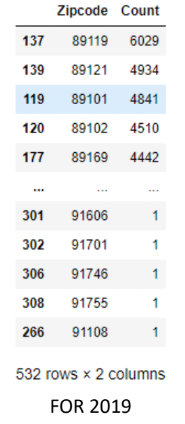 Zipcode Count
137 89119 6029
139 89121 4934
119 89101 4841
120 89102 4510
177 89169 4442
... ... ...
301 91606 1
302 91701 1
306 91746 1
308 91755 1
266 91108 1
532 rows × 2 columns
FOR 2019